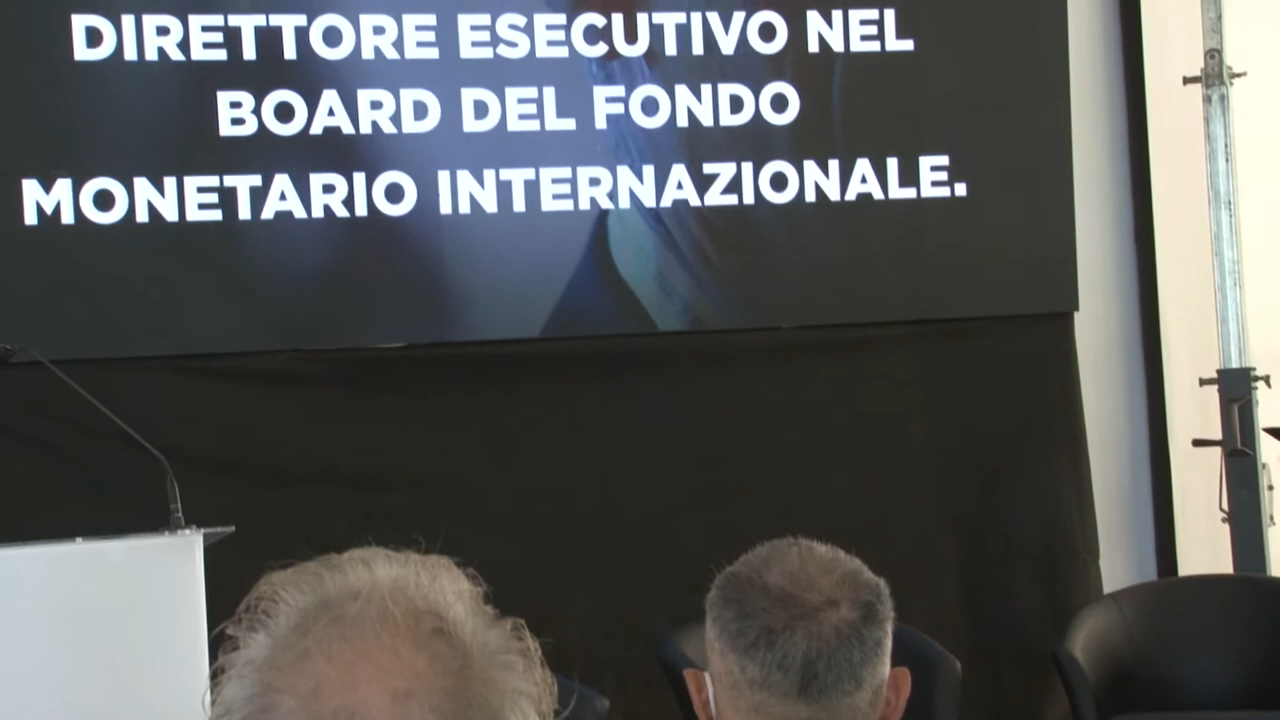 DIRETTORE ESECUTIVO NEL
BOARD DEL FONDO
MONETARIO INTERNAZIONALE.